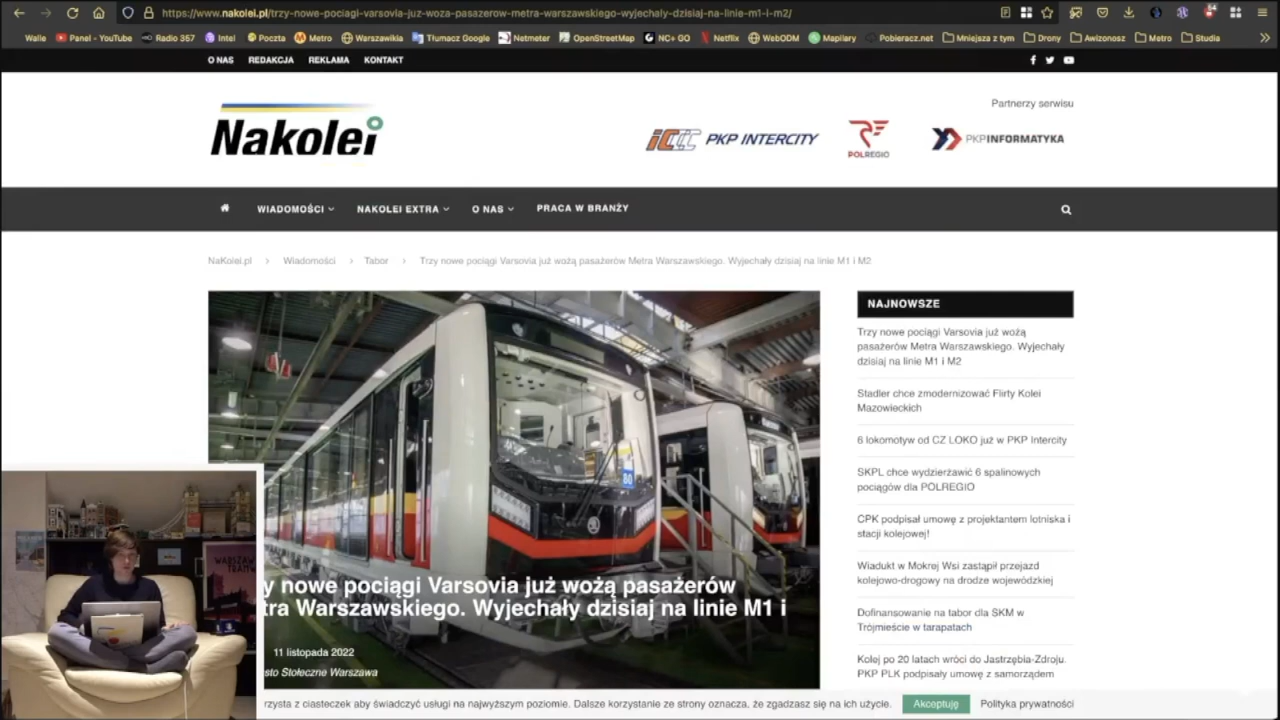 https://www.nakolei.pl/trzy-nowe-pociagi-varsovia-juz-woza-pasazerow-metra-warszawskiego-wyjechaly-dzisiaj-na-linie-m1-i-m2/
Walle Panel - YouTube Radio 357 Intel Poczta Metro Warszawikia Tłumacz Google Netmeter OpenStreetMap NC+ GO Netflix WebODM Mapilary Pobieracz.net Mniejsza z tym Drony Awizonosz Metro Studia
O NAS REDAKCJA REKLAMA KONTAKT
Partnerzy serwisu
Nakolei
IC PKP INTERCITY POLREGIO PKP INFORMATYKA
WIADOMOŚCI NAKOLEI EXTRA O NAS PRACA W BRANŻY
NaKolei.pl > Wiadomości > Tabor > Trzy nowe pociągi Varsovia już wożą pasażerów Metra Warszawskiego. Wyjechały dzisiaj na linie M1 i M2
80
y nowe pociągi Varsovia już wożą pasażerów
tra Warszawskiego. Wyjechały dzisiaj na linie M1 i
11 listopada 2022
sto Stołeczne Warszawa
NAJNOWSZE
Trzy nowe pociągi Varsovia już wożą
pasażerów Metra Warszawskiego. Wyjechały
dzisiaj na linie M1 i M2
Stadler chce zmodernizować Flirty Kolei
Mazowieckich
6 lokomotyw od CZ LOKO już w PKP Intercity
SKPL chce wydzierżawić 6 spalinowych
pociągów dla POLREGIO
CPK podpisał umowę z projektantem lotniska i
stacji kolejowej!
Wiadukt w Mokrej Wsi zastąpił przejazd
kolejowo-drogowy na drodze wojewódzkiej
Dofinansowanie na tabor dla SKM w
Trójmieście w tarapatach
Kolej po 20 latach wróci do Jastrzębia-Zdroju.
PKP PLK podpisały umowę z samorządem
WARSZAW
TRAMW
rzysta z ciasteczek aby świadczyć usługi na najwyższym poziomie. Dalsze korzystanie ze strony oznacza, że zgadzasz się na ich użycie. Akceptuję Polityka prywatności